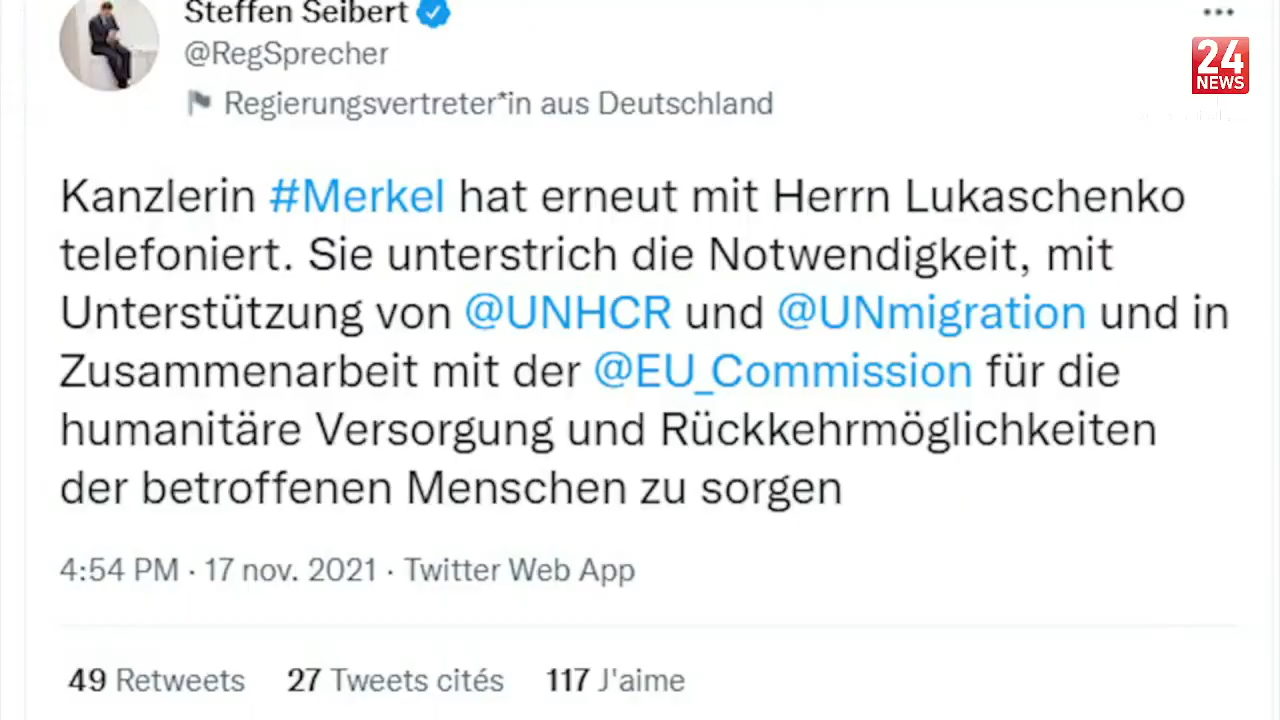 Steffen Seibert
@RegSprecher
24
NEWS
Regierungsvertreter*in aus Deutschland
Kanzlerin #Merkel hat erneut mit Herrn Lukaschenko
telefoniert. Sie unterstrich die Notwendigkeit, mit
Unterstützung von @UNHCR und @UNmigration und in
Zusammenarbeit mit der @EU_Commission für die
humanitäre Versorgung und Rückkehrmöglichkeiten
der betroffenen Menschen zu sorgen
4:54 PM · 17 nov. 2021 · Twitter Web App
49 Retweets 27 Tweets cités 117 J'aime